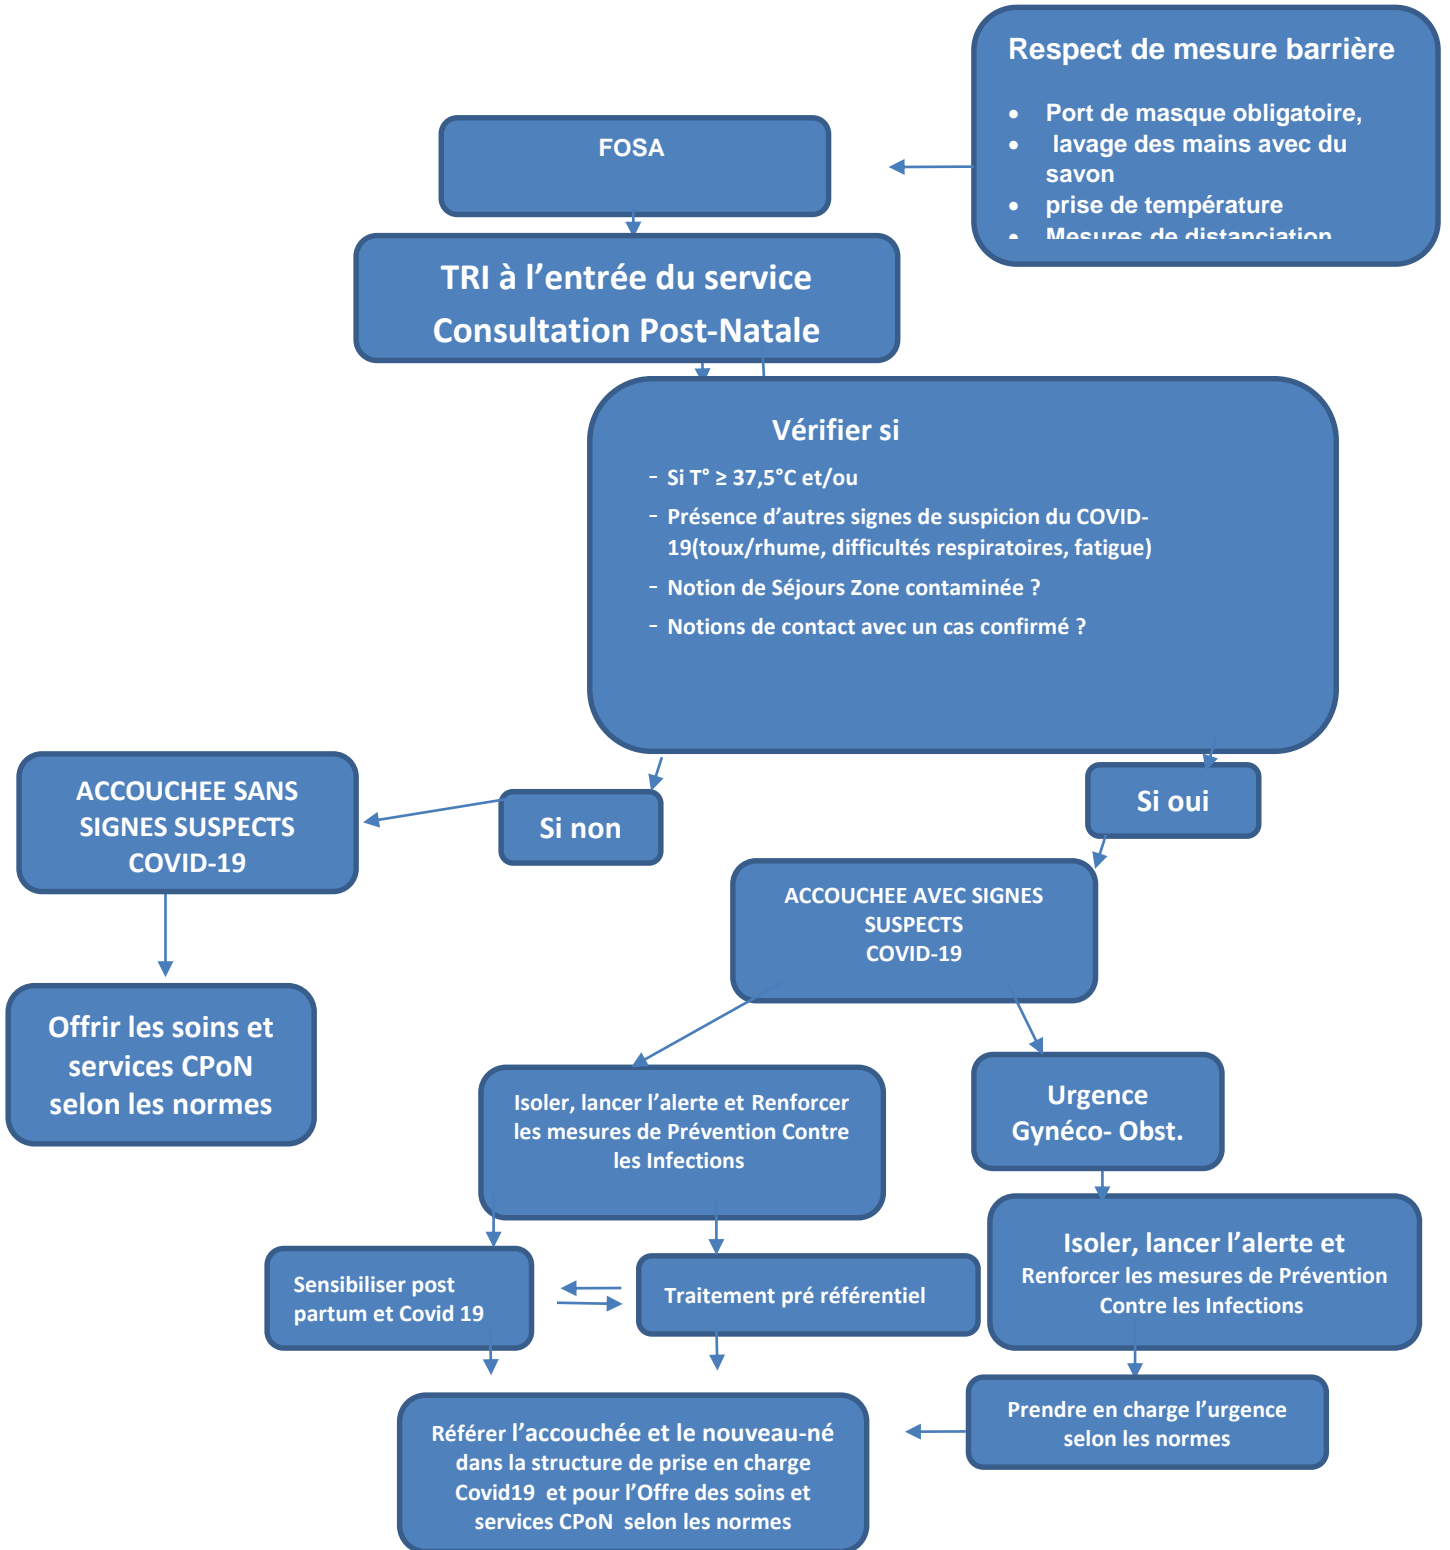 Respect de mesure barrière
• Port de masque obligatoire,
• lavage des mains avec du
savon
• prise de température
• Mesures de distanciation
FOSA
TRI à l’entrée du service
Consultation Post-Natale
Vérifier si
- Si T° ≥ 37,5°C et/ou
- Présence d’autres signes de suspicion du COVID-
19(toux/rhume, difficultés respiratoires, fatigue)
- Notion de Séjours Zone contaminée ?
- Notions de contact avec un cas confirmé ?
Si non
Si oui
ACCOUCHEE SANS
SIGNES SUSPECTS
COVID-19
ACCOUCHEE AVEC SIGNES
SUSPECTS
COVID-19
Offrir les soins et
services CPoN
selon les normes
Isoler, lancer l’alerte et Renforcer
les mesures de Prévention Contre
les Infections
Urgence
Gynéco- Obst.
Isoler, lancer l’alerte et
Renforcer les mesures de Prévention
Contre les Infections
Sensibiliser post
partum et Covid 19
Traitement pré référentiel
Prendre en charge l’urgence
selon les normes
Référer l’accouchée et le nouveau-né
dans la structure de prise en charge
Covid19 et pour l’Offre des soins et
services CPoN selon les normes